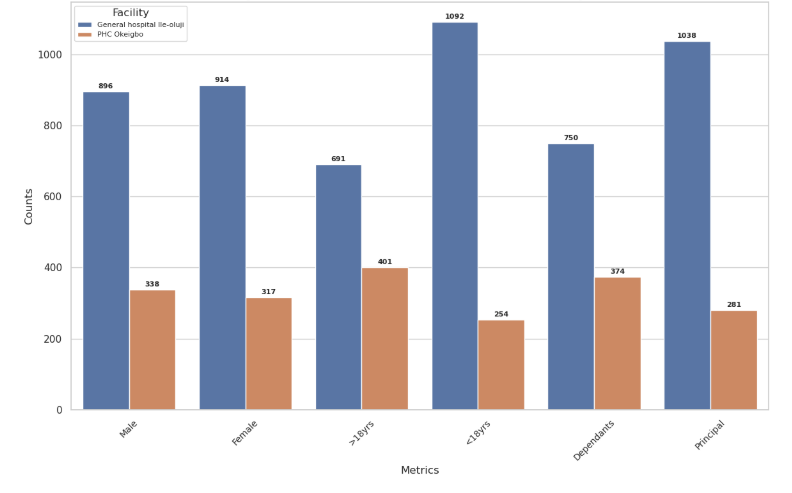 Facility
General hospital Ile-oluji
PHC Okeigbo
Counts
1000
800
600
400
200
0
896
338
914
317
691
401
1092
254
750
374
1038
281
Male
Female
>18yrs
<18yrs
Dependants
Principal
Metrics